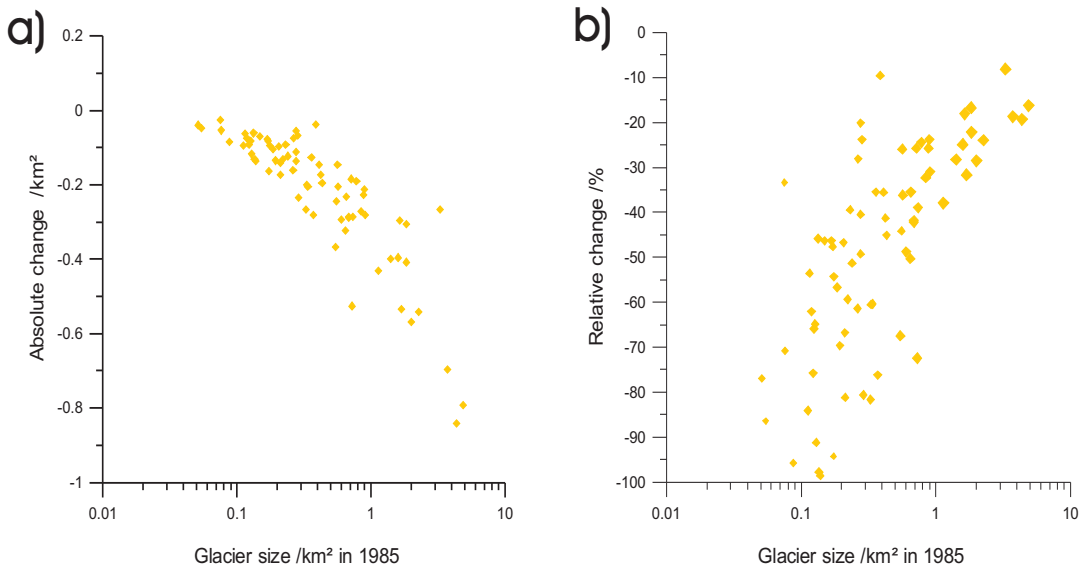 a)
0.2
0
-0.2
-0.4
-0.6
-0.8
-1
Absolute change /km²
0.01 0.1 1 10
Glacier size /km² in 1985
b)
0
-10
-20
-30
-40
-50
-60
-70
-80
-90
-100
Relative change /%
0.01 0.1 1 10
Glacier size /km² in 1985